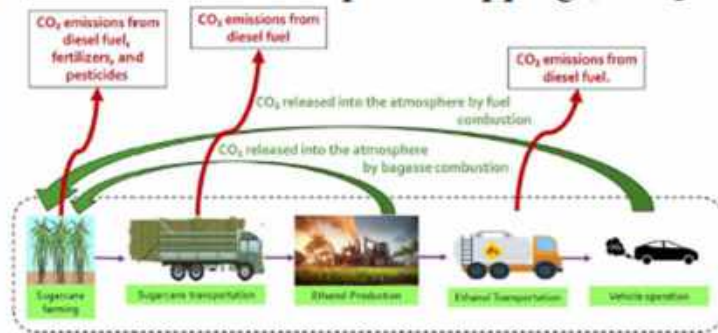 CO₂ emissions from
diesel fuel,
fertilizers, and
pesticides
CO₂ emissions from
diesel fuel
CO₂ emissions from
diesel fuel.
CO₂ released into the atmosphere by fuel
combustion
CO₂ released into the atmosphere
by bagasse combustion
Sugarcane
farming
Sugarcane transportation
Ethanol Production
Ethanol Transportation
Vehicle operation